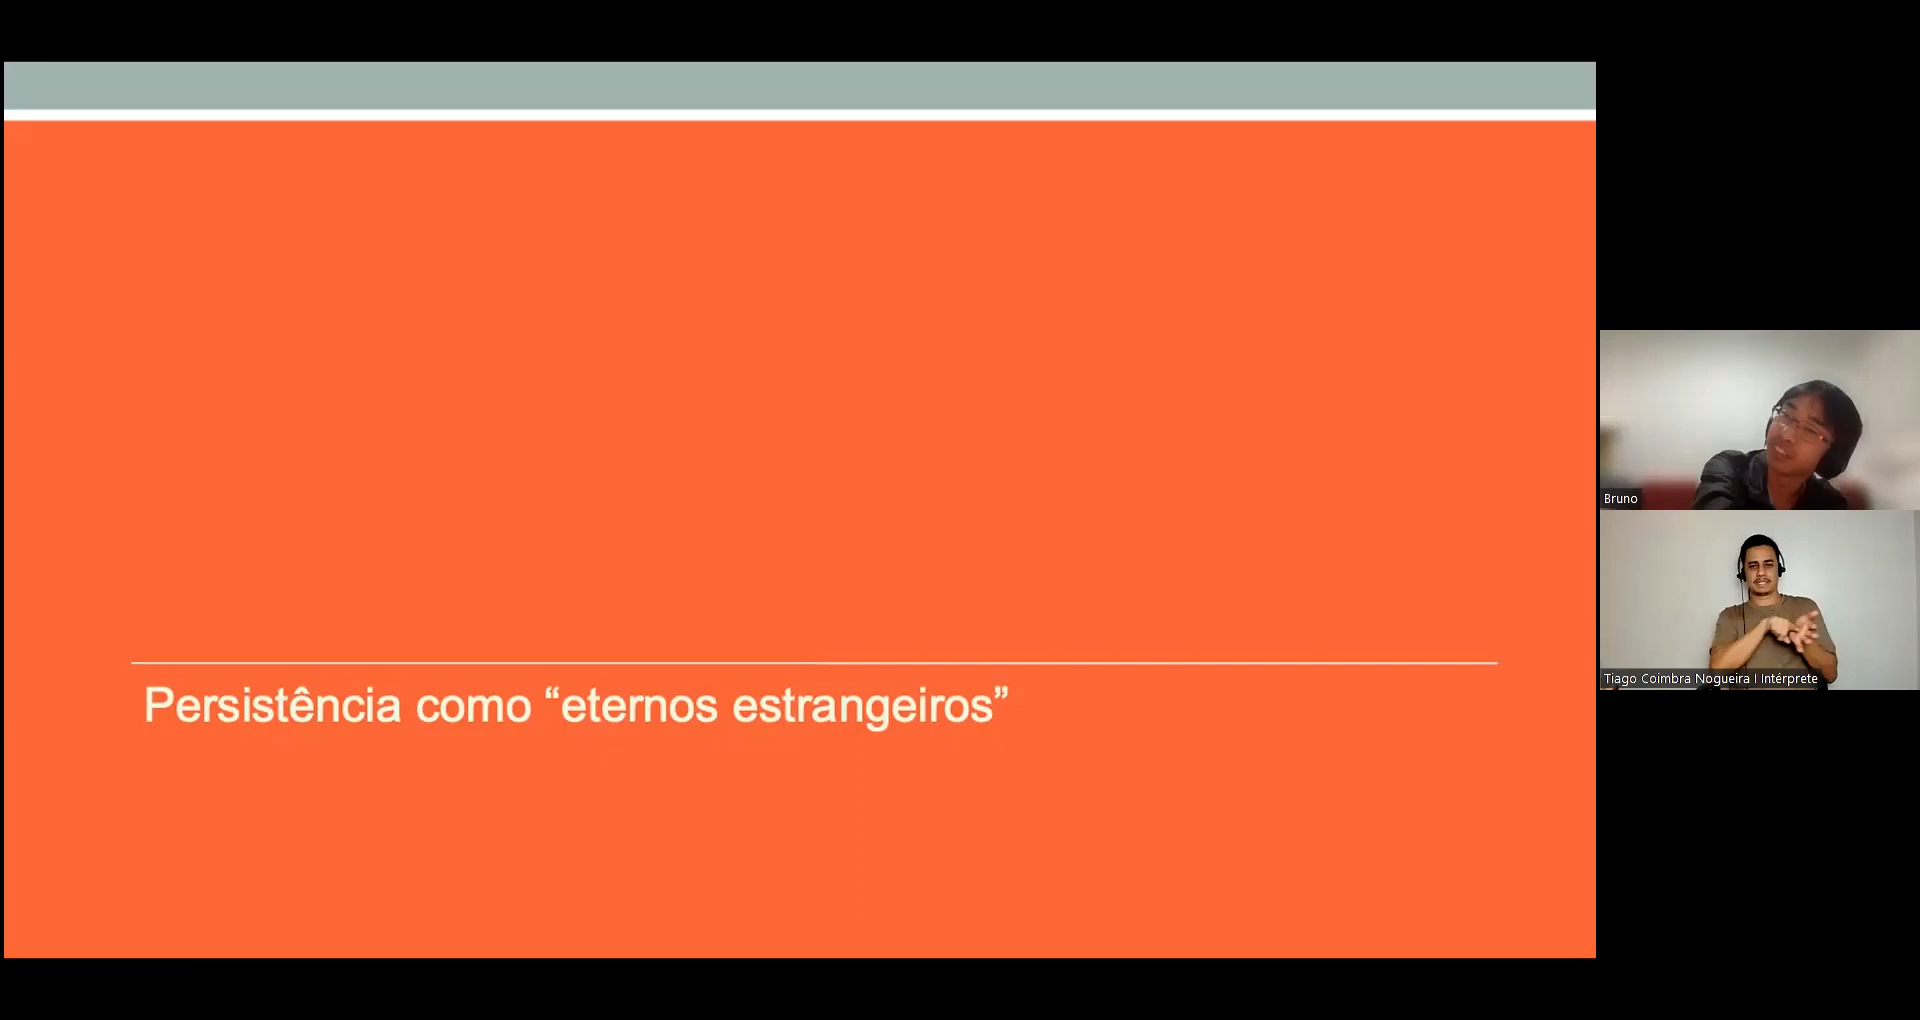 Persistência como “eternos estrangeiros”
Bruno
Tiago Coimbra Nogueira I Intérprete